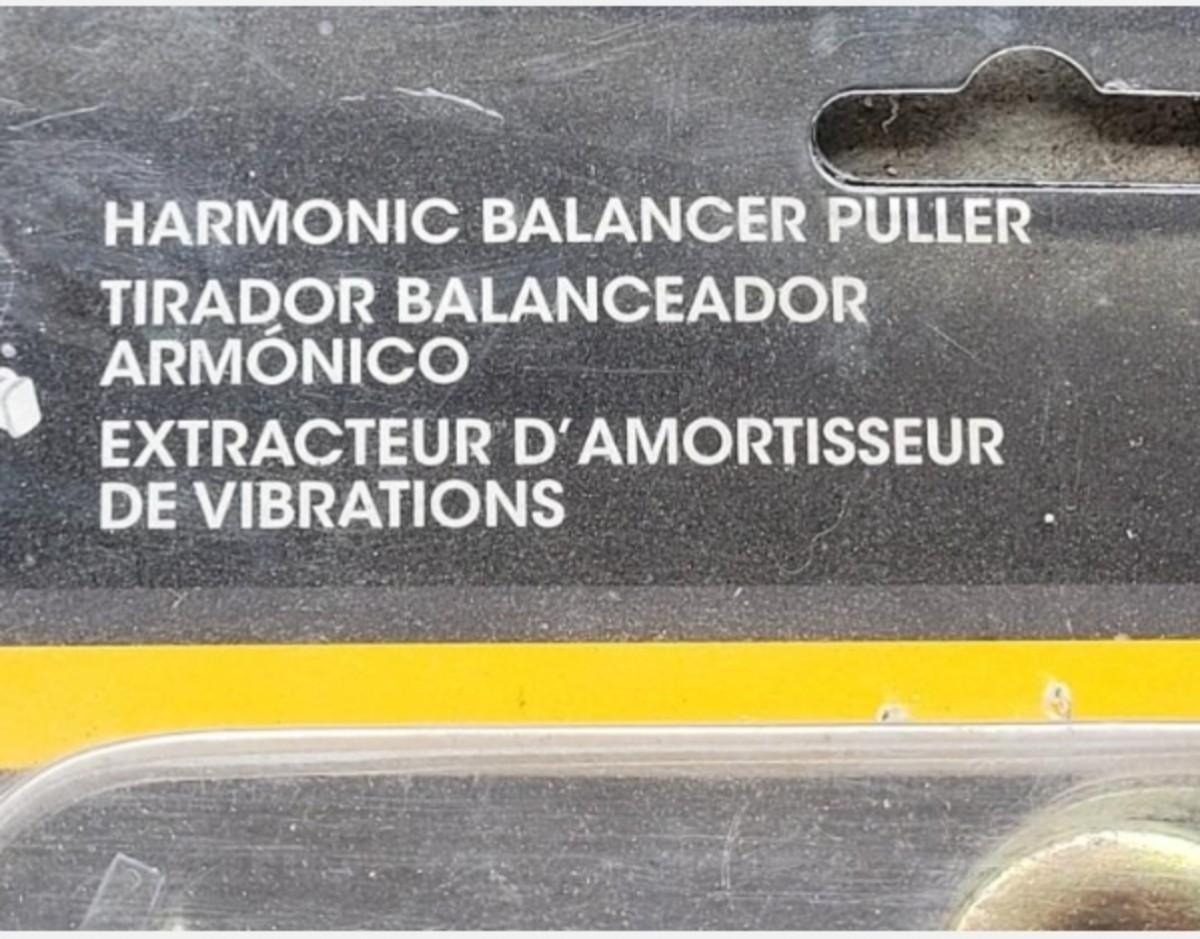 HARMONIC BALANCER PULLER
TIRADOR BALANCEADOR
ARMÓNICO
EXTRACTEUR D'AMORTISSEUR
DE VIBRATIONS